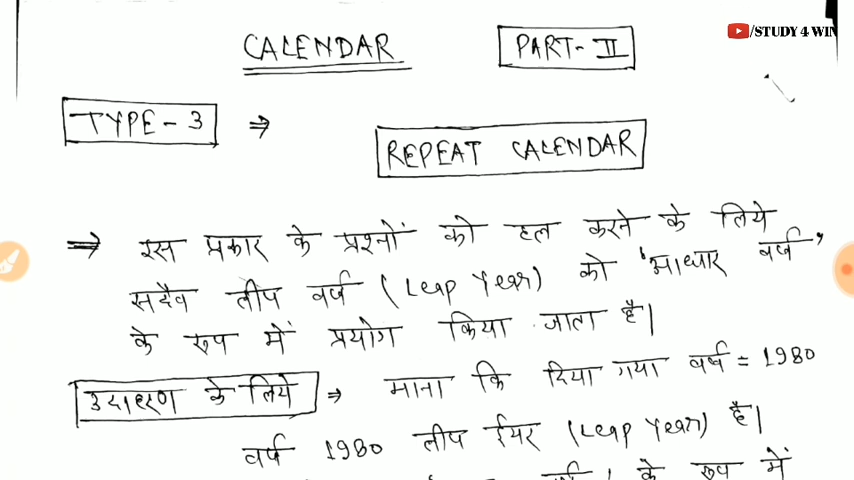 /STUDY 4 WIN
CALENDAR PART-II
TYPE-3 ⇒
REPEAT CALENDAR
⇒ इस प्रकार के प्रश्नों को हल करने के लिये
सदैव लीप वर्ष (Leap Year) को 'आधार वर्ष'
के रूप में प्रयोग किया जाता है।
उदाहरण के लिये ⇒ माना कि दिया गया वर्ष = 1980
वर्ष 1980 लीप ईयर (Leap Year) है।
वर्ष' के रूप में